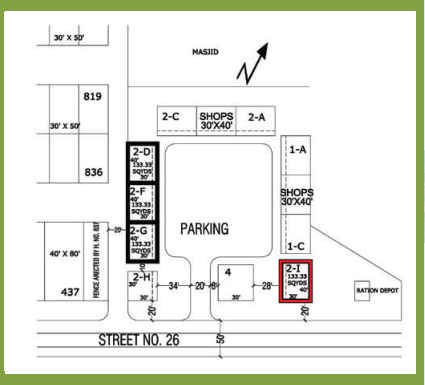 30' X 50'
MASJID
819
2-C SHOPS 2-A
30'X40'
30' X 50'
1-A
2-D
40'
133.33
SQYDS
30'
836
2-F
40'
133.33
SQYDS
30'
SHOPS
30'X40'
2-G
40'
133.33
SQYDS
30'
PARKING
20'
1-C
40' X 80'
FENCE ARECTED BY H. NO. 837
10'
2-H
30'
30'
34'
20'
6'
4
30'
28'
2-I
133.33
SQYDS
40'
30'
RATION DEPOT
437
20'
20'
STREET NO. 26
50'